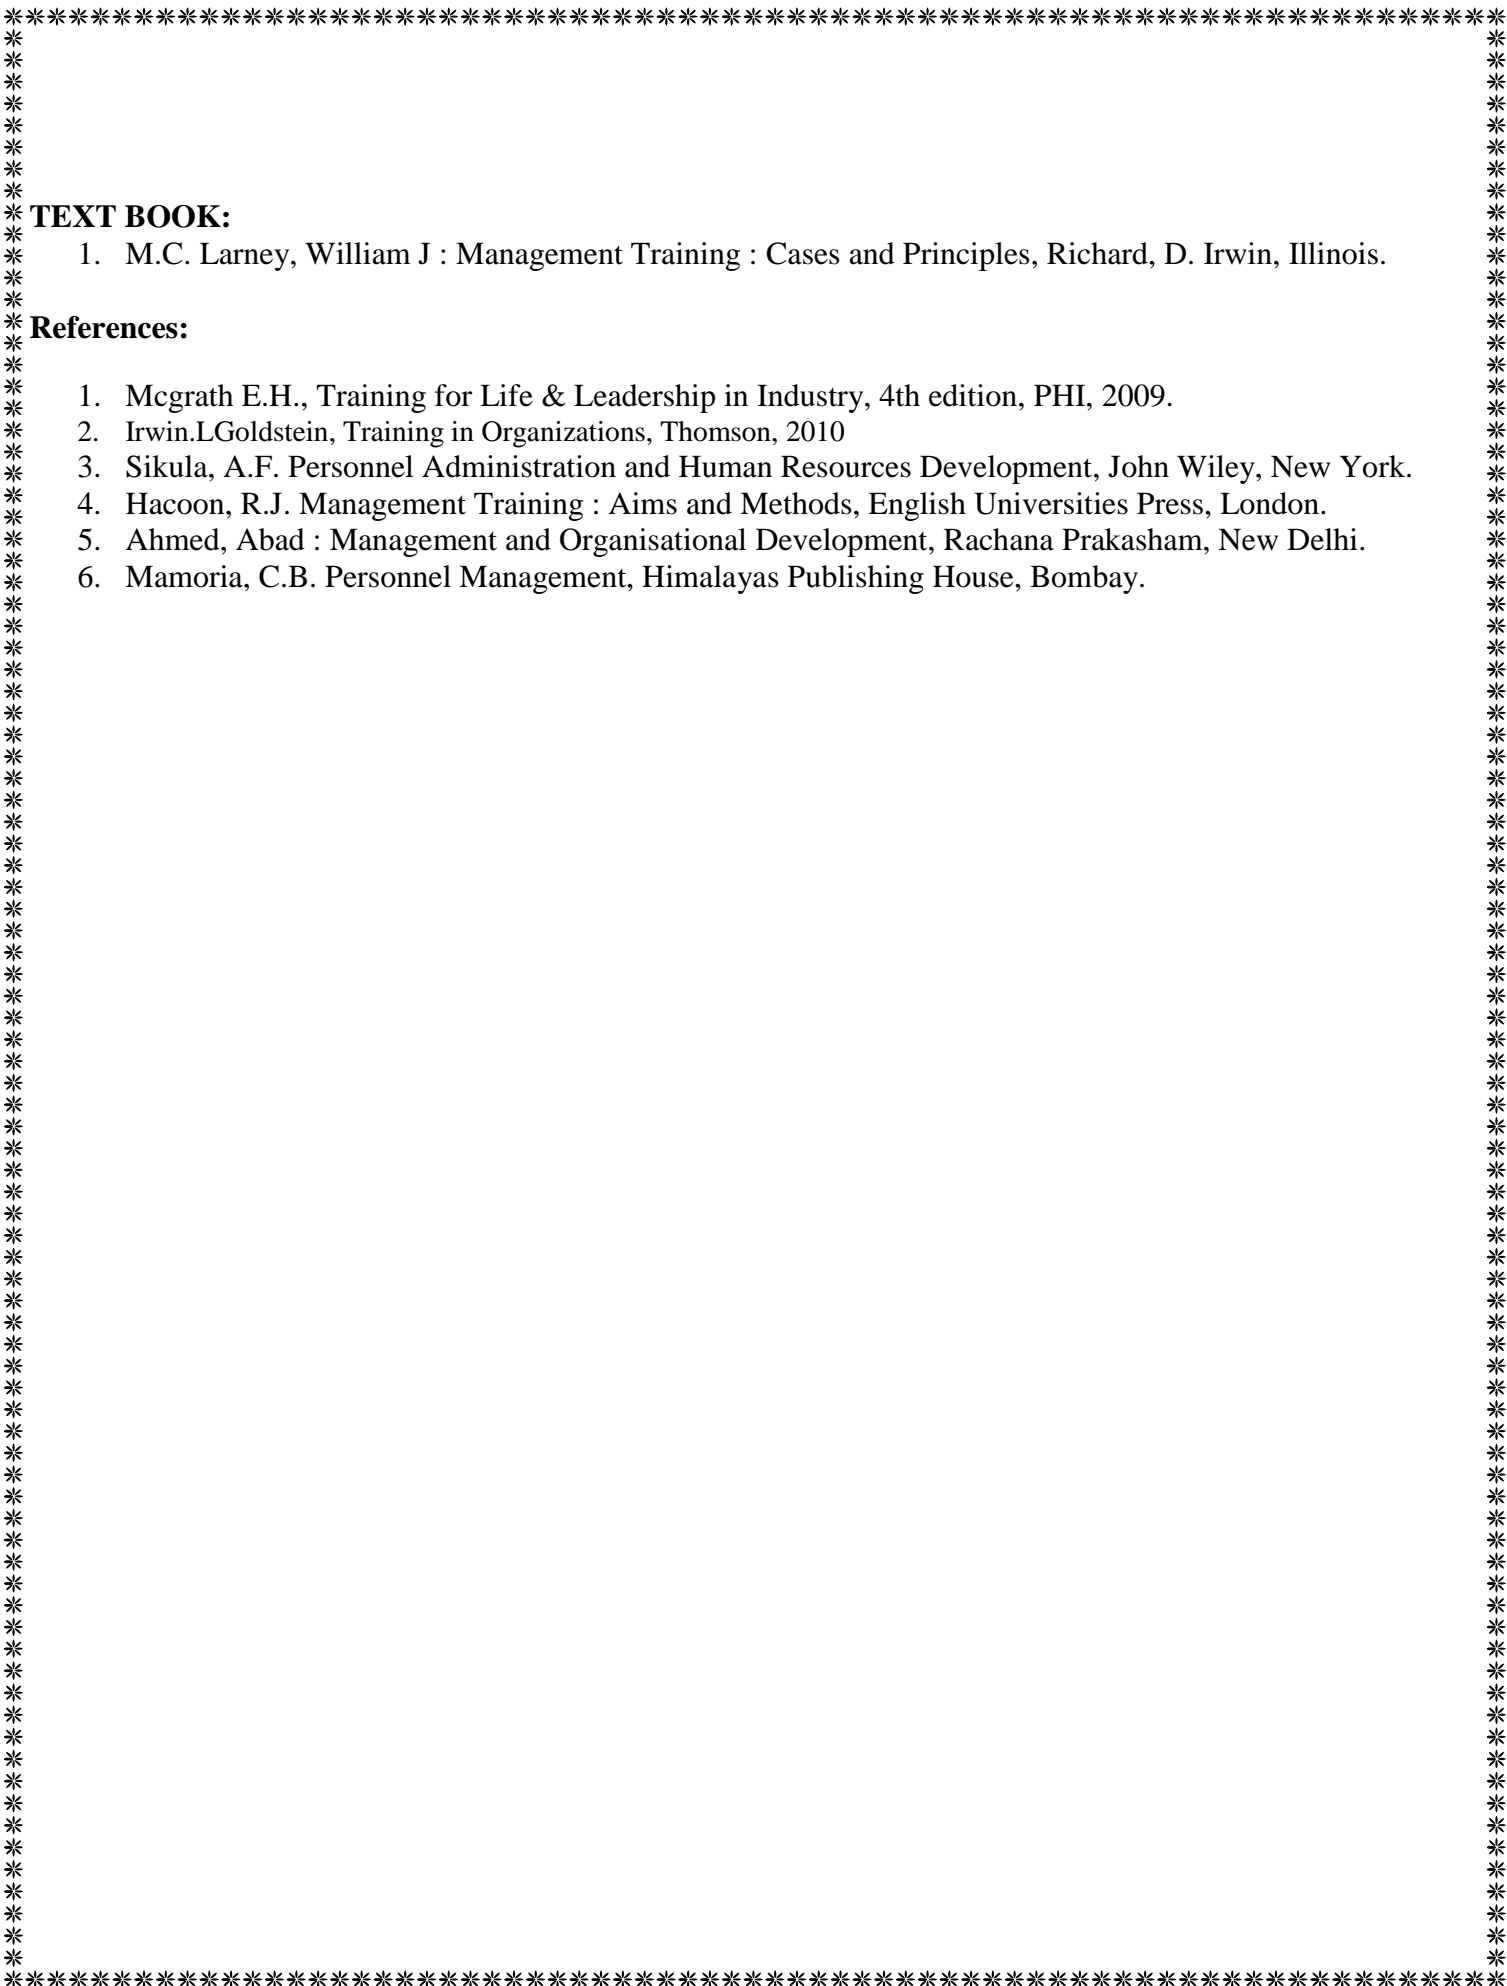 TEXT BOOK:
1. M.C. Larney, William J : Management Training : Cases and Principles, Richard, D. Irwin, Illinois.
References:
1. Mcgrath E.H., Training for Life & Leadership in Industry, 4th edition, PHI, 2009.
2. Irwin.LGoldstein, Training in Organizations, Thomson, 2010
3. Sikula, A.F. Personnel Administration and Human Resources Development, John Wiley, New York.
4. Hacoon, R.J. Management Training : Aims and Methods, English Universities Press, London.
5. Ahmed, Abad : Management and Organisational Development, Rachana Prakasham, New Delhi.
6. Mamoria, C.B. Personnel Management, Himalayas Publishing House, Bombay.